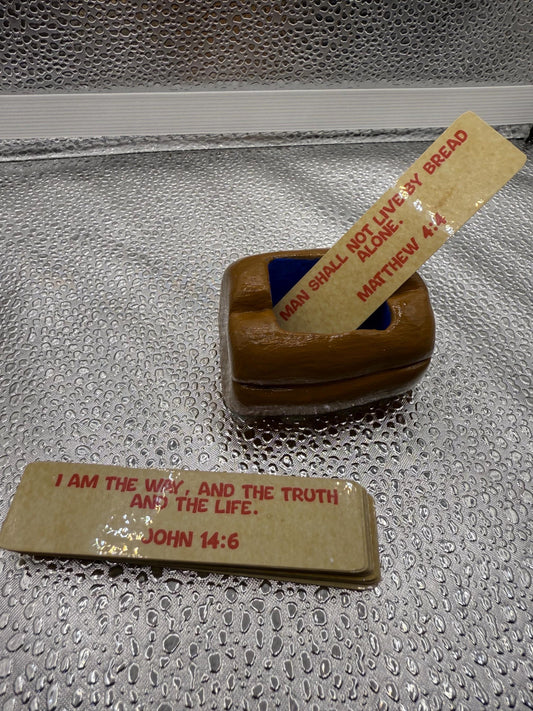 MAN SHALL NOT LIVE BY BREAD
ALONE.
MATTHEW 4:4
I AM THE WAY, AND THE TRUTH
AND THE LIFE.
JOHN 14:6